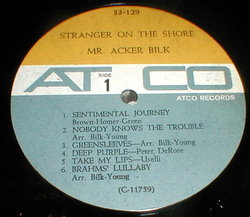 33-129
STRANGER ON THE SHORE
MR. ACKER BILK
ATCO
SIDE
1
ATCO RECORDS
1 SENTIMENTAL JOURNEY
Brown-Homer-Green
2 NOBODY KNOWS THE TROUBLE
Arr. Bilk-Young
3 GREENSLEEVES—Arr. Bilk-Young
4 DEEP PURPLE—Peter DeRose
5 TAKE MY LIPS—Uselli
6 BRAHMS' LULLABY
Arr. Bilk-Young
(C-11759)